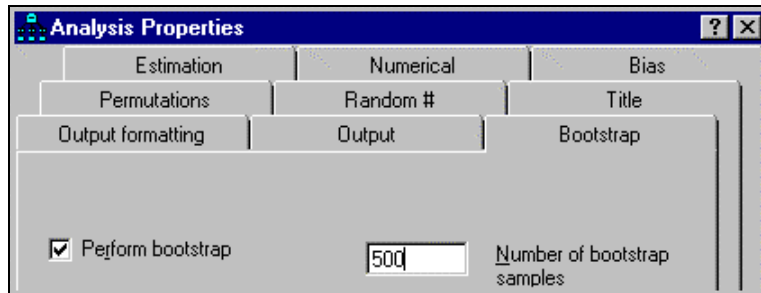 Analysis Properties
? ×
Estimation Numerical Bias
Permutations Random # Title
Output formatting Output Bootstrap
Perform bootstrap 500 Number of bootstrap
samples